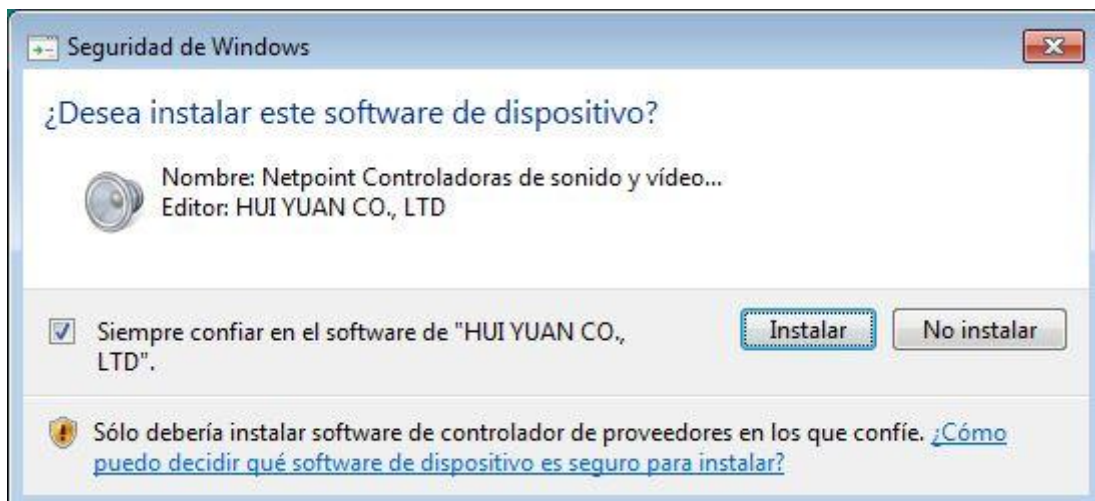 Seguridad de Windows
¿Desea instalar este software de dispositivo?
Nombre: Netpoint Controladoras de sonido y vídeo...
Editor: HUI YUAN CO., LTD
Siempre confiar en el software de "HUI YUAN CO.,
LTD".
Instalar
No instalar
Sólo debería instalar software de controlador de proveedores en los que confíe. ¿Cómo
puedo decidir qué software de dispositivo es seguro para instalar?